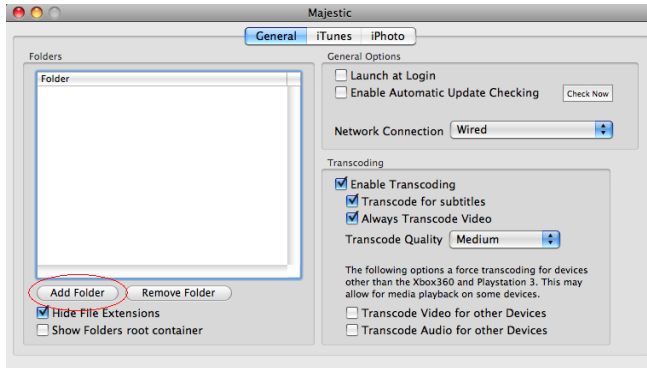 Majestic
General iTunes iPhoto
Folders
Folder
Add Folder Remove Folder
Hide File Extensions
Show Folders root container
General Options
Launch at Login
Enable Automatic Update Checking Check Now
Network Connection Wired
Transcoding
Enable Transcoding
Transcode for subtitles
Always Transcode Video
Transcode Quality Medium
The following options a force transcoding for devices
other than the Xbox360 and Playstation 3. This may
allow for media playback on some devices.
Transcode Video for other Devices
Transcode Audio for other Devices